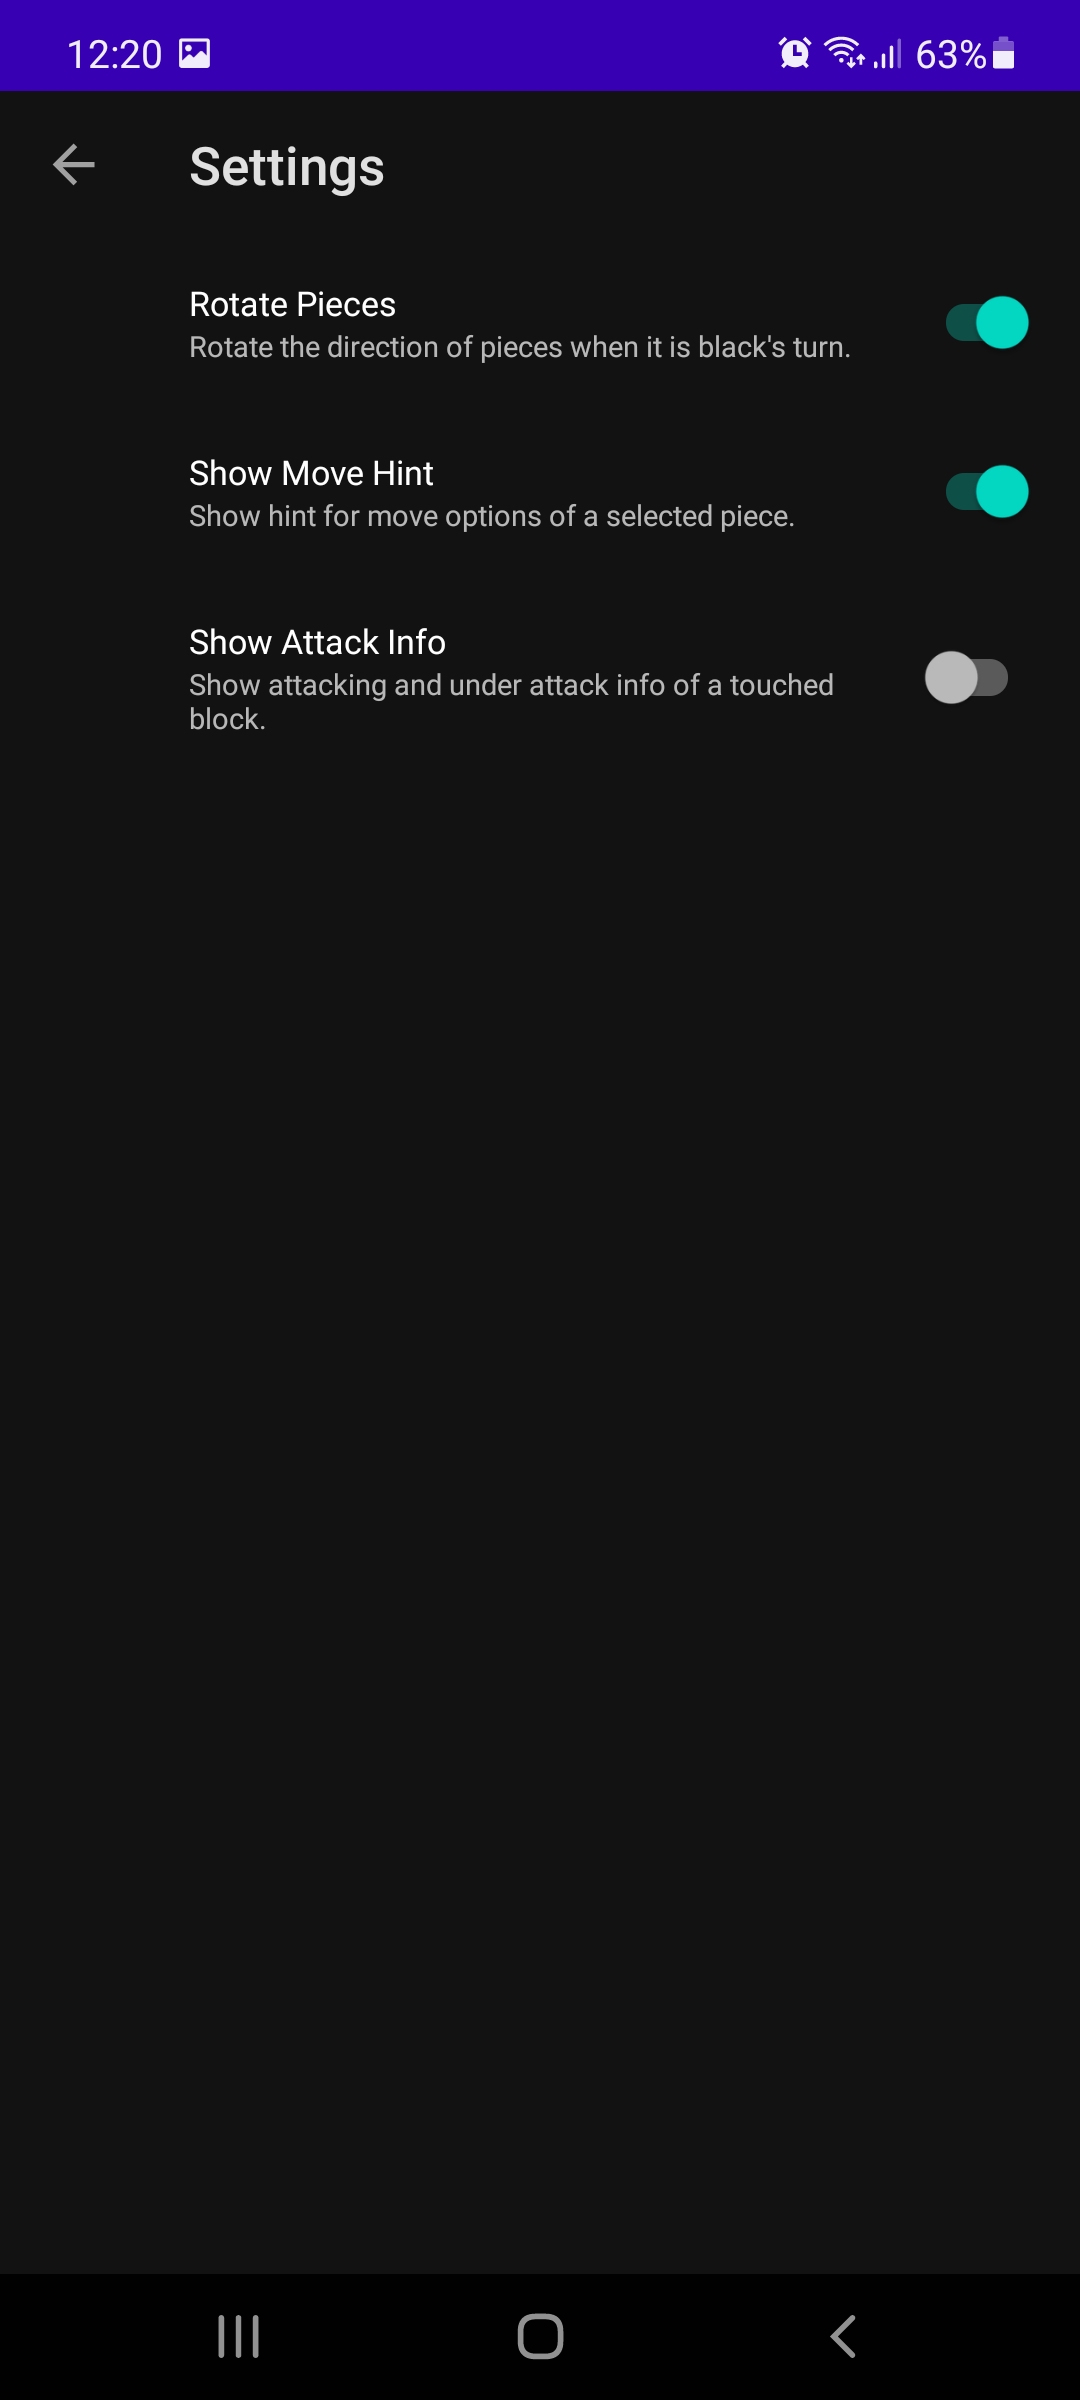 12:20
63%
Settings
Rotate Pieces
Rotate the direction of pieces when it is black's turn.
Show Move Hint
Show hint for move options of a selected piece.
Show Attack Info
Show attacking and under attack info of a touched
block.